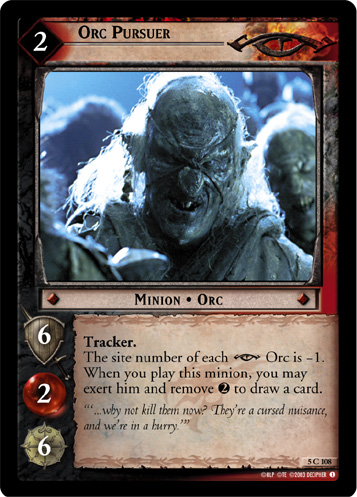 2
ORC PURSUER
MINION • ORC
6
2
6
Tracker.
The site number of each Orc is –1.
When you play this minion, you may
exert him and remove 2 to draw a card.
“‘...why not kill them now? They’re a cursed nuisance,
and we’re in a hurry.’”
5 C 108
©NLP ©TE ©2003 DECIPHER